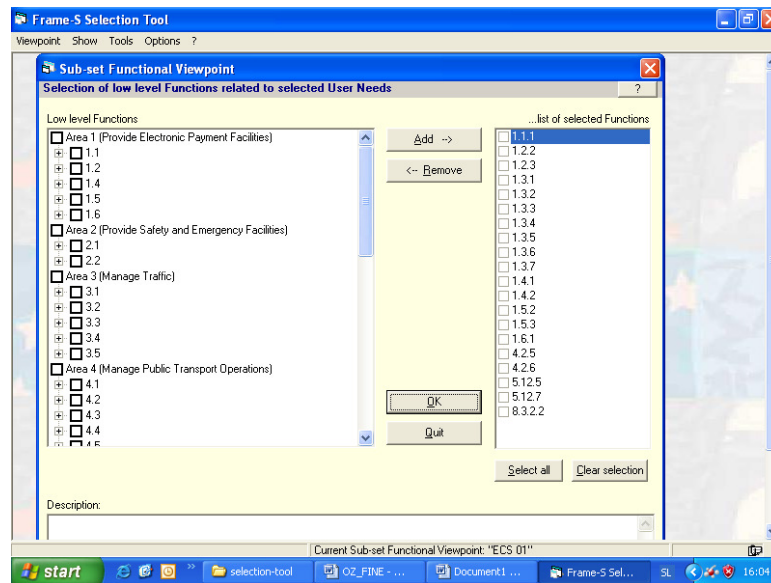 Frame-S Selection Tool
Viewpoint Show Tools Options ?
Sub-set Functional Viewpoint
Selection of low level Functions related to selected User Needs
?
Low level Functions
Area 1 (Provide Electronic Payment Facilities)
1.1
1.2
1.4
1.5
1.6
Area 2 (Provide Safety and Emergency Facilities)
2.1
2.2
Area 3 (Manage Traffic)
3.1
3.2
3.3
3.4
3.5
Area 4 (Manage Public Transport Operations)
4.1
4.2
4.3
4.4
4.5
Add -->
<-- Remove
OK
Quit
...list of selected Functions
1.1.1
1.2.2
1.2.3
1.3.1
1.3.2
1.3.3
1.3.4
1.3.5
1.3.6
1.3.7
1.4.1
1.4.2
1.5.2
1.5.3
1.6.1
4.2.5
4.2.6
5.12.5
5.12.7
8.3.2.2
Select all Clear selection
Description:
Current Sub-set Functional Viewpoint: "ECS 01"
start » selection-tool OZ_FINE - ... Document1 ... Frame-S Sel... SL 16:04